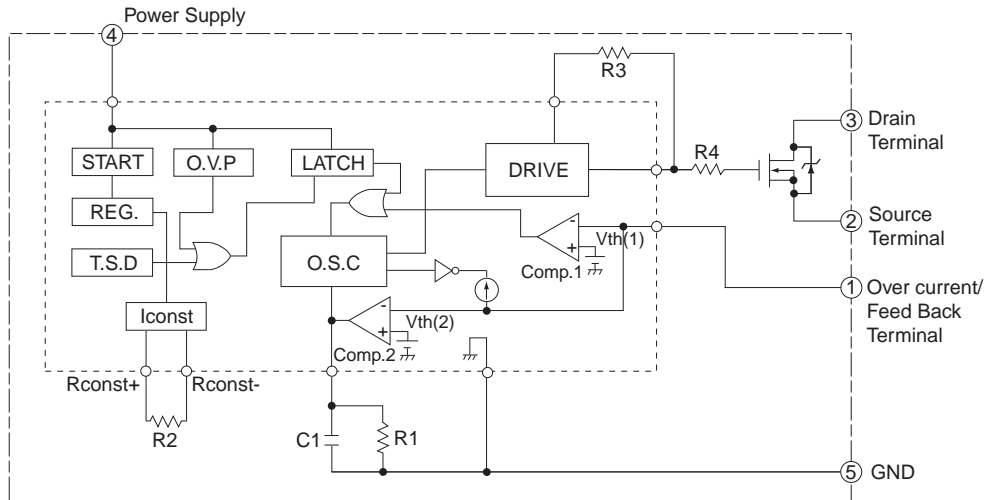 Power Supply
4
R3
3
Drain
Terminal
START
O.V.P
LATCH
DRIVE
R4
REG.
2
Source
Terminal
Vth(1)
T.S.D
O.S.C
Comp.1
1
Over current/
Feed Back
Terminal
Iconst
Vth(2)
Comp.2
Rconst+
Rconst-
R2
C1
R1
5
GND
-
+
-
+